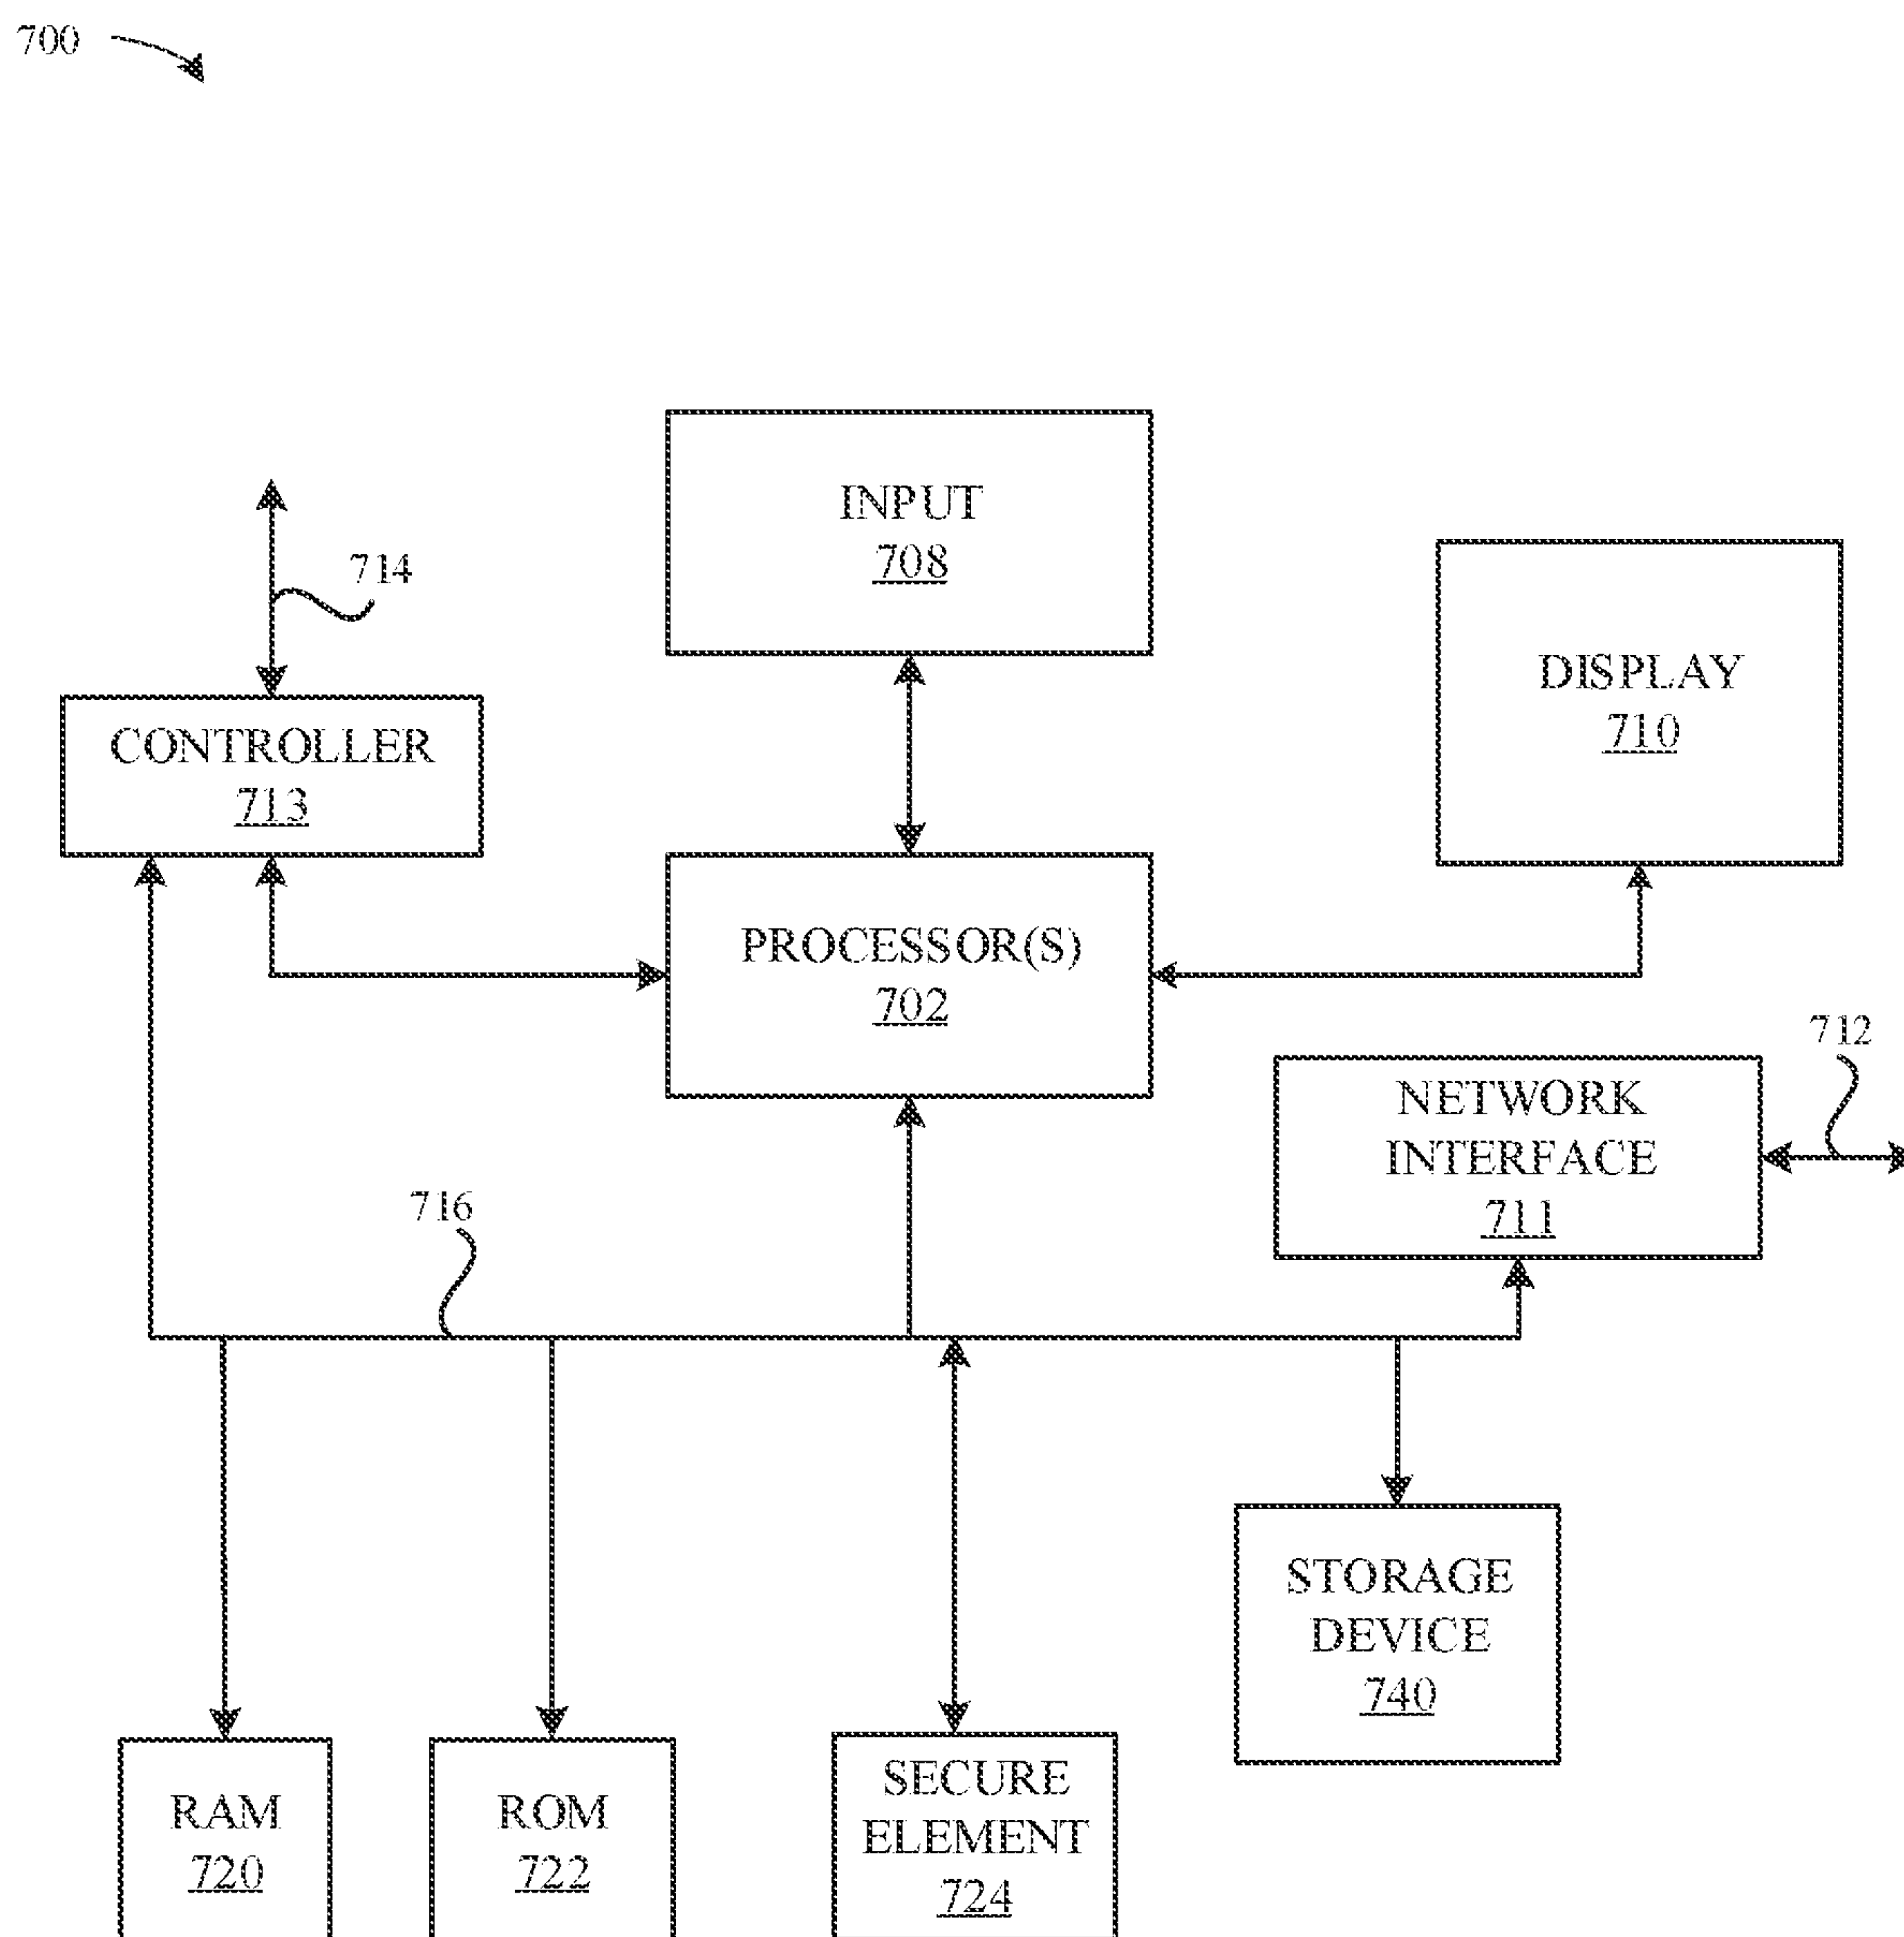 700
INPUT
708
714
DISPLAY
710
CONTROLLER
713
PROCESSOR(S)
702
712
NETWORK
INTERFACE
711
716
STORAGE
DEVICE
740
SECURE
ELEMENT
724
RAM
720
ROM
722